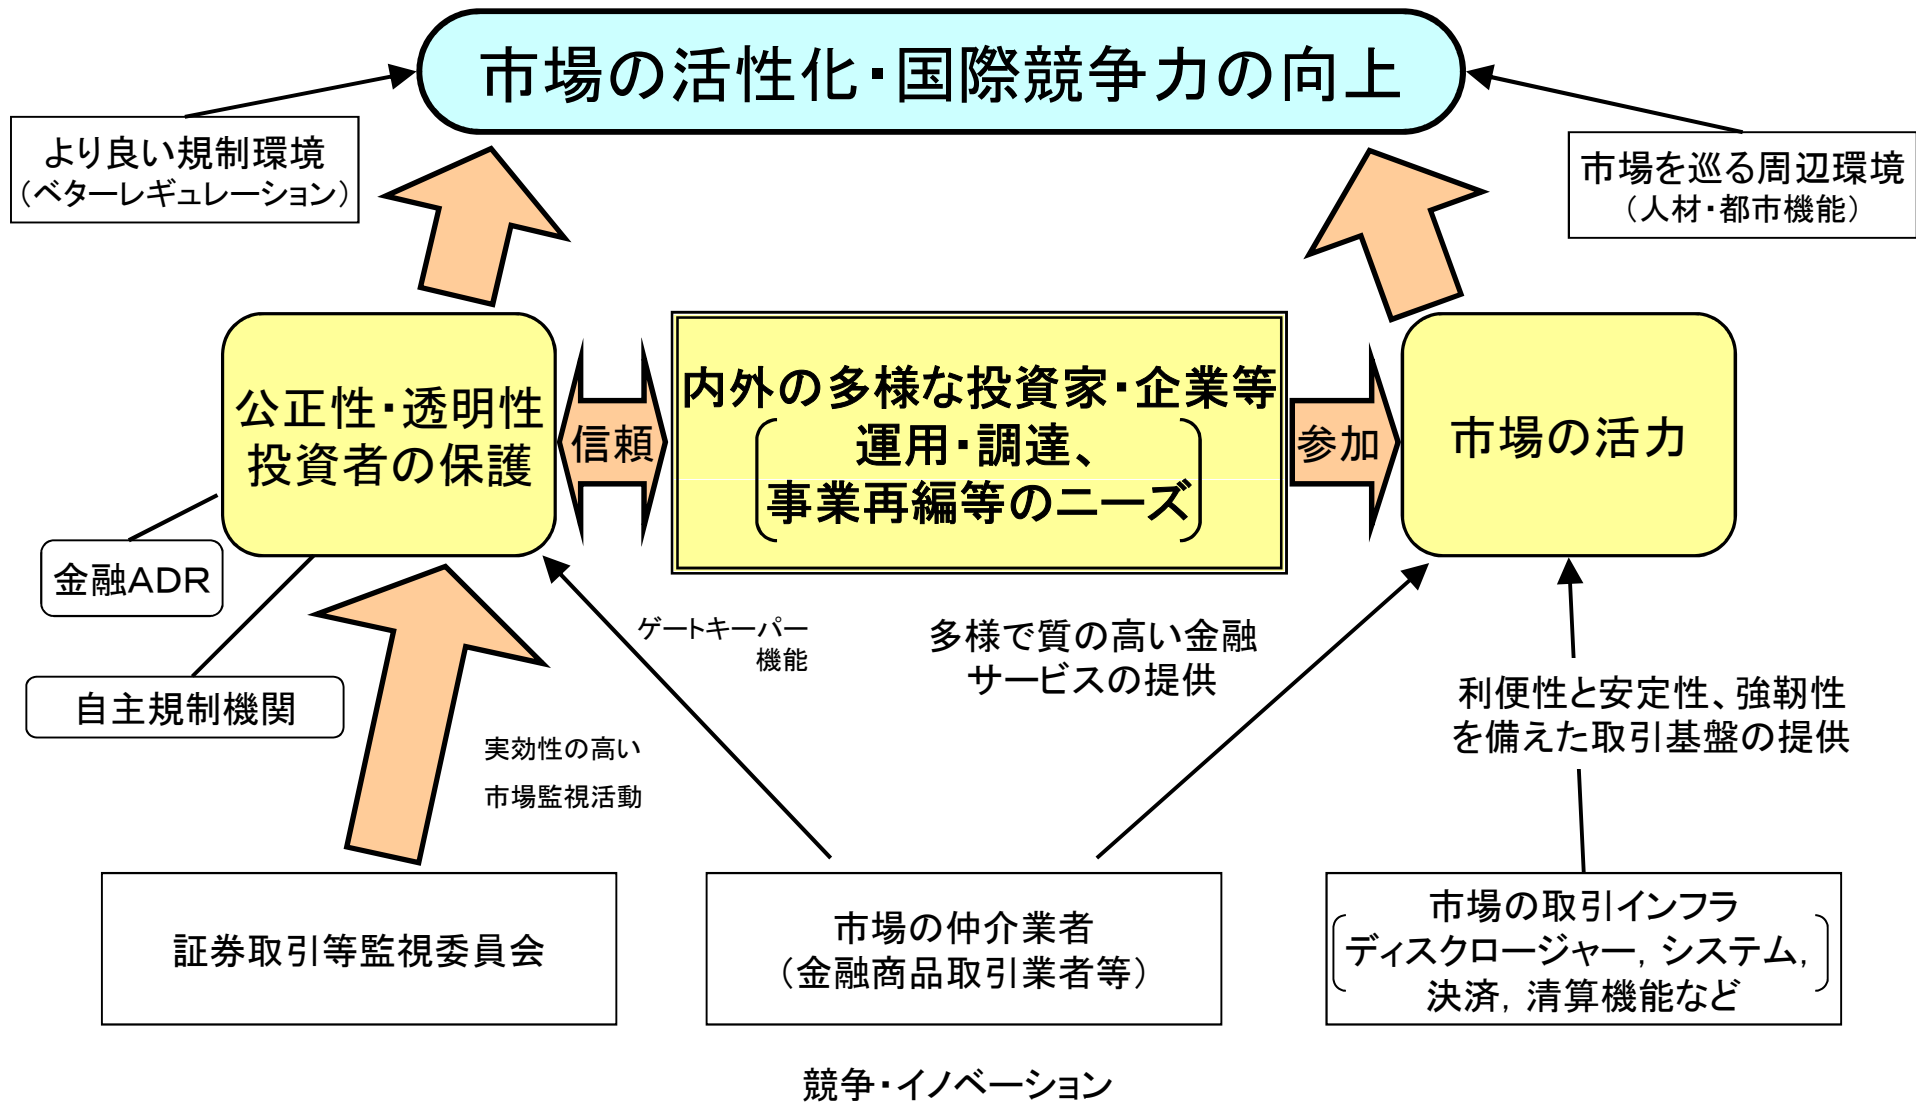 市場の活性化・国際競争力の向上
より良い規制環境
（ベターレギュレーション）
市場を巡る周辺環境
（人材・都市機能）
公正性・透明性
投資者の保護
信頼
内外の多様な投資家・企業等
運用・調達、
事業再編等のニーズ
参加
市場の活力
金融ADR
自主規制機関
ゲートキーパー
機能
多様で質の高い金融
サービスの提供
利便性と安定性、強靭性
を備えた取引基盤の提供
実効性の高い
市場監視活動
証券取引等監視委員会
市場の仲介業者
（金融商品取引業者等）
市場の取引インフラ
ディスクロージャー，システム，
決済，清算機能など
競争・イノベーション